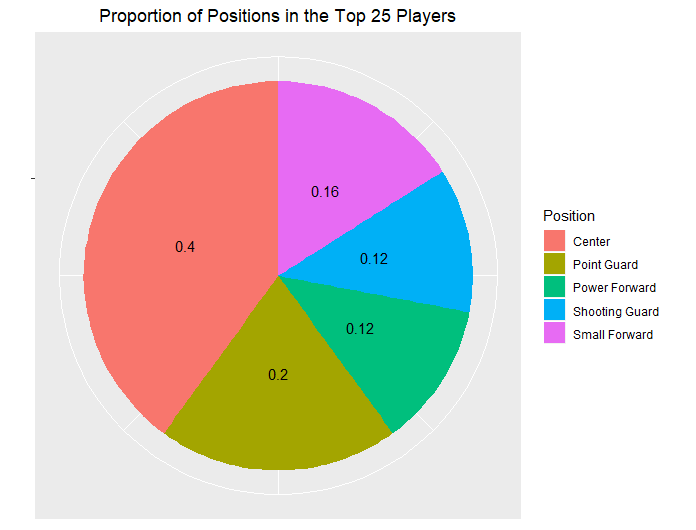 Proportion of Positions in the Top 25 Players
0.16
0.4
0.12
0.12
0.2
Position
Center
Point Guard
Power Forward
Shooting Guard
Small Forward